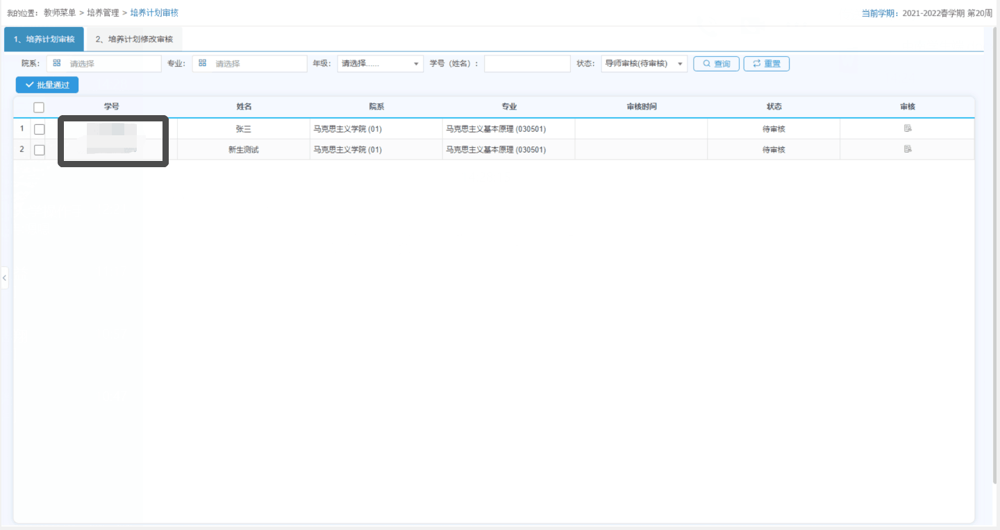 我的位置： 教师菜单 > 培养管理 > 培养计划审核 当前学期：2021-2022春学期 第20周
1、培养计划审核 2、培养计划修改审核
院系： 请选择 专业： 请选择 年级： 请选择...... 学号（姓名）： 状态： 导师审核(待审核) 查询 重置
批量通过
学号 姓名 院系 专业 审核时间 状态 审核
1 张三 马克思主义学院 (01) 马克思主义基本原理 (030501) 待审核
2 新生测试 马克思主义学院 (01) 马克思主义基本原理 (030501) 待审核